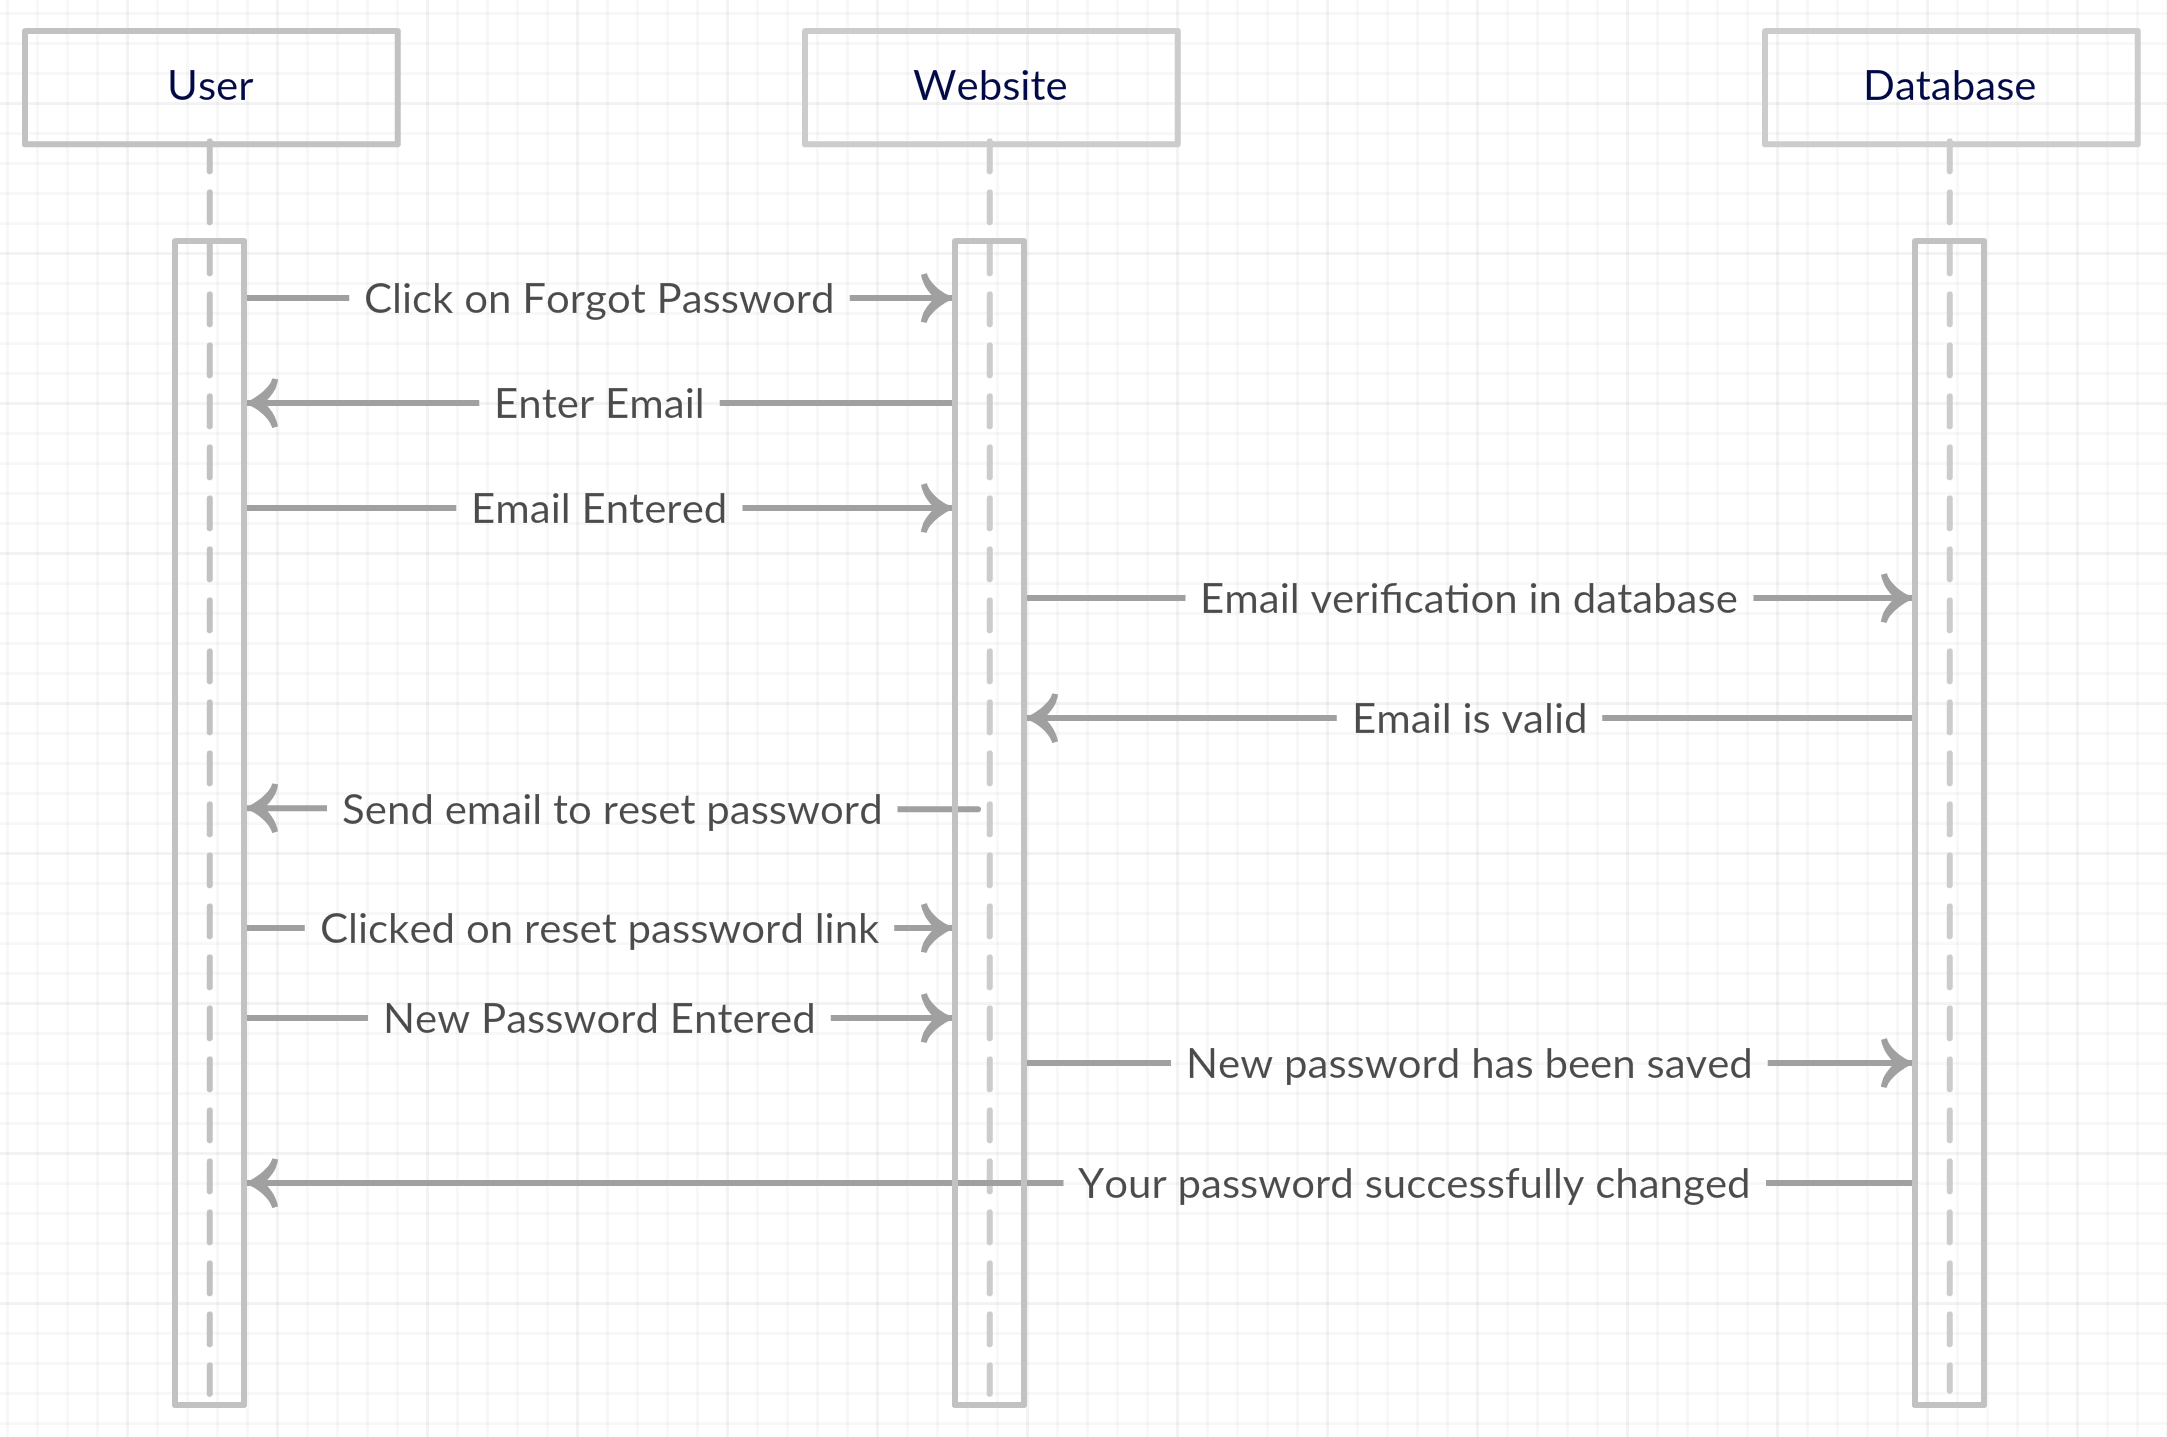 User
Website
Database
Click on Forgot Password
Enter Email
Email Entered
Email verification in database
Email is valid
Send email to reset password
Clicked on reset password link
New Password Entered
New password has been saved
Your password successfully changed